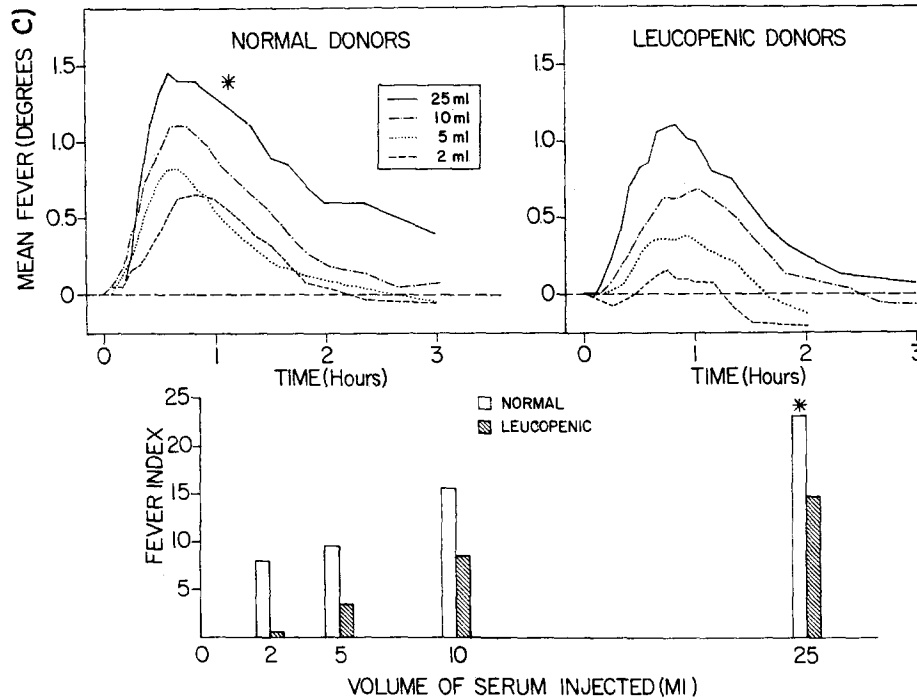 C)
NORMAL DONORS
LEUCOPENIC DONORS
MEAN FEVER (DEGREES
1.5
1.0
0.5
0
*
25 ml
10 ml
5 ml
2 ml
0 1 2 3
TIME (Hours)
1.5
1.0
0.5
0
0 1 2 3
TIME (Hours)
FEVER INDEX
25
20
15
10
5
□ NORMAL
LEUCOPENIC
*
0 2 5 10 25
VOLUME OF SERUM INJECTED (Ml)